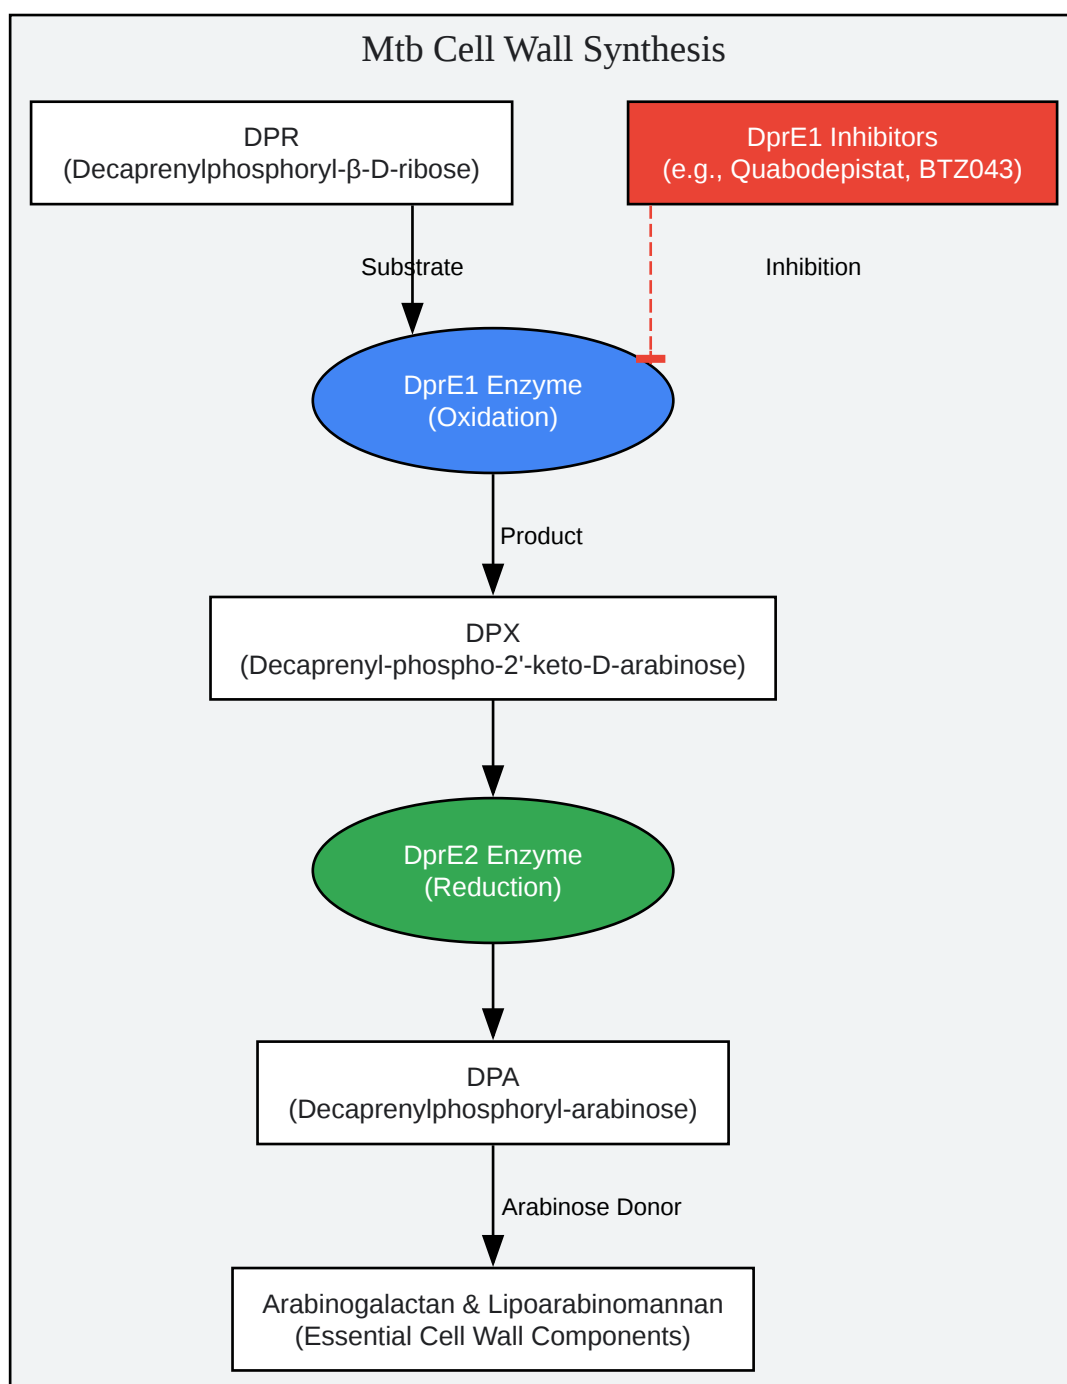 Mtb Cell Wall Synthesis
DPR
(Decaprenylphosphoryl-β-D-ribose)
DprE1 Inhibitors
(e.g., Quabodepistat, BTZ043)
Substrate
Inhibition
DprE1 Enzyme
(Oxidation)
Product
DPX
(Decaprenyl-phospho-2'-keto-D-arabinose)
DprE2 Enzyme
(Reduction)
DPA
(Decaprenylphosphoryl-arabinose)
Arabinose Donor
Arabinogalactan & Lipoarabinomannan
(Essential Cell Wall Components)